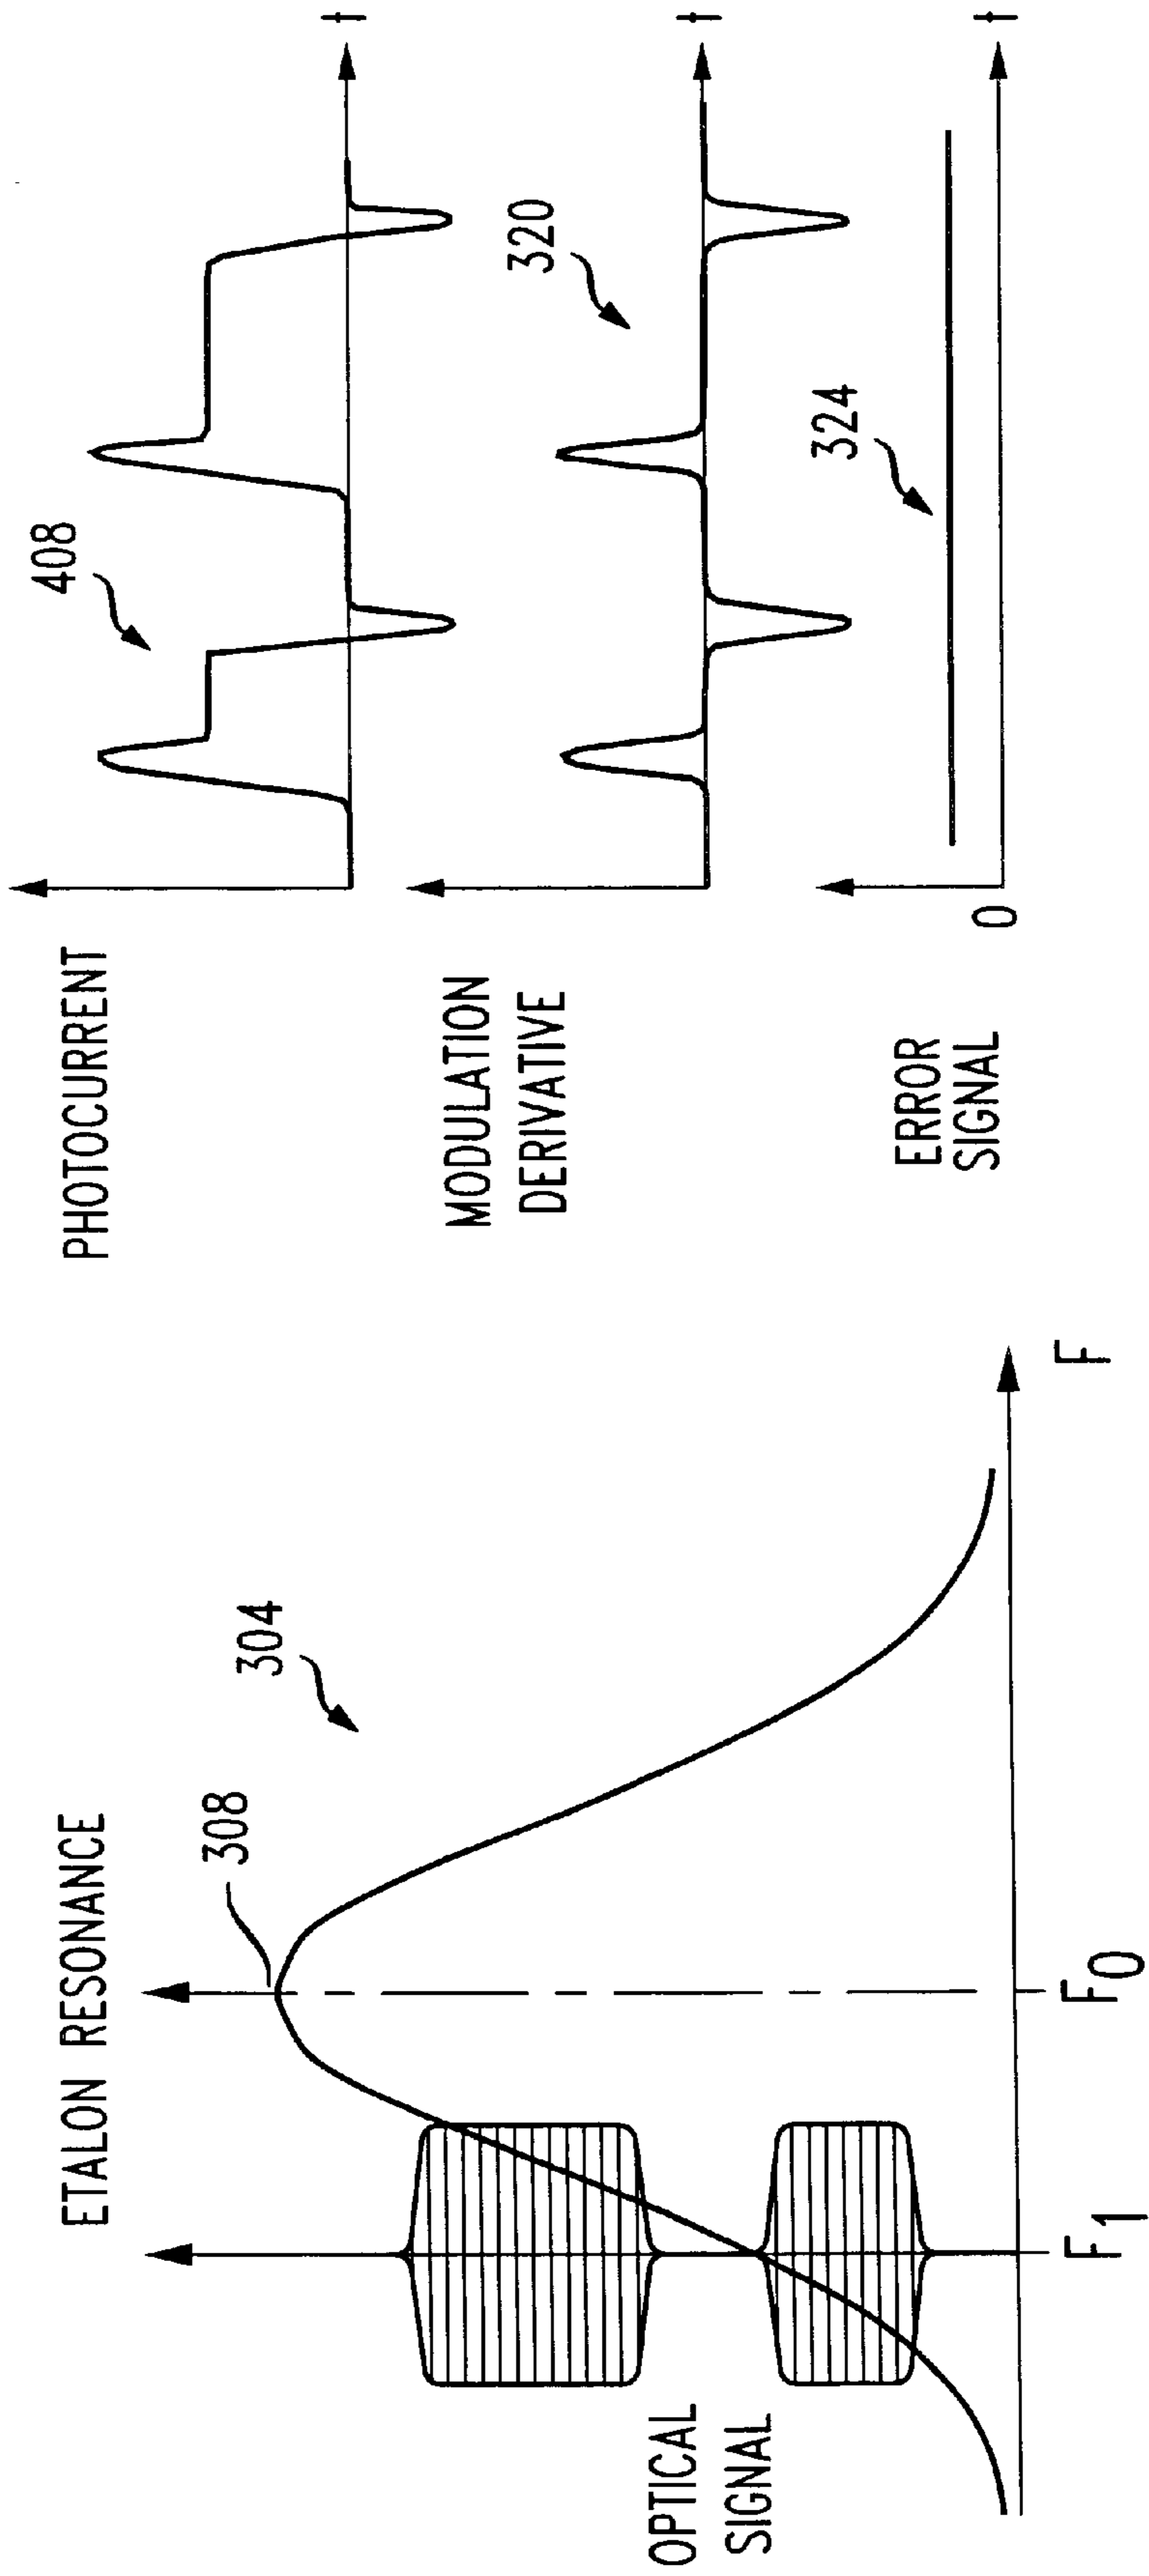 ETALON RESONANCE
308
304
OPTICAL
SIGNAL
F1
F0
F
PHOTOCURRENT
408
t
MODULATION
DERIVATIVE
320
t
ERROR
SIGNAL
324
0
t